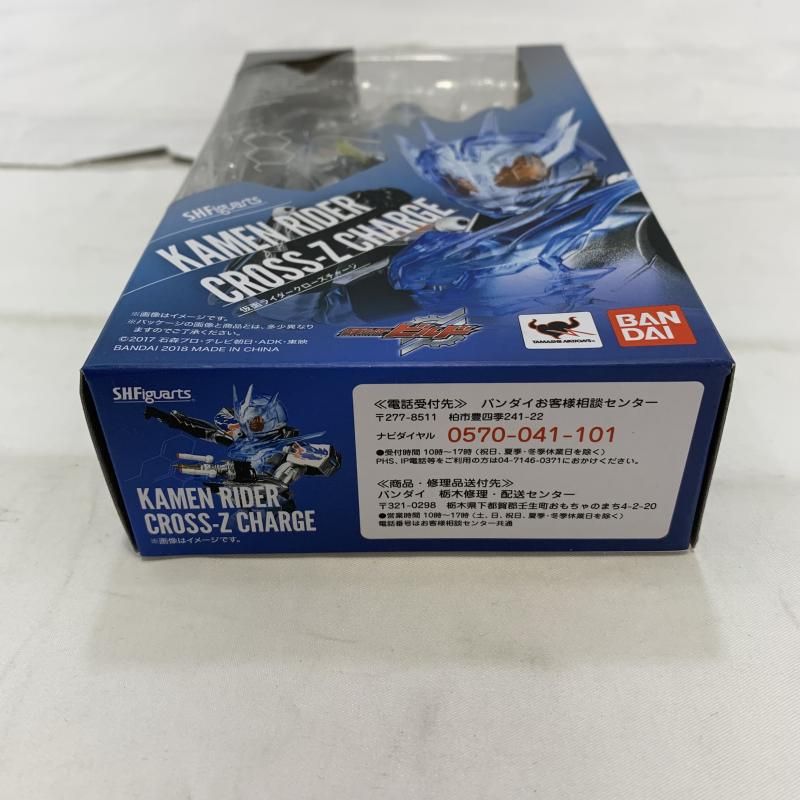 SHFiguarts
KAMEN RIDER
CROSS-Z CHARGE
仮面ライダークローズチャージ
※画像はイメージです。
※パッケージの画像と商品とは、多少異なり
ますのでご了承ください。
©2017 石森プロ・テレビ朝日・ADK・東映
BANDAI 2018 MADE IN CHINA
ビルド
TAMASHII NATIONS
BAN
DAI
SHFiguarts
KAMEN RIDER
CROSS-Z CHARGE
※画像はイメージです。
≪電話受付先≫ バンダイお客様相談センター
〒277-8511 柏市豊四季241-22
ナビダイヤル 0570-041-101
●受付時間 10時~17時 (祝日、夏季・冬季休業日を除く)
PHS、IP電話等をご利用の方は04-7146-0371におかけください。
≪商品・修理品送付先≫
バンダイ 栃木修理・配送センター
〒321-0298 栃木県下都賀郡壬生町おもちゃのまち4-2-20
●営業時間 10時~17時 (土、日、祝日、夏季・冬季休業日を除く)
電話番号はお客様相談センター共通